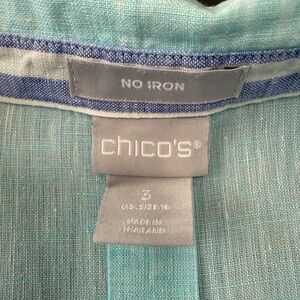 NO IRON
chico's®
3
U.S. SIZE 16
MADE IN
THAILAND